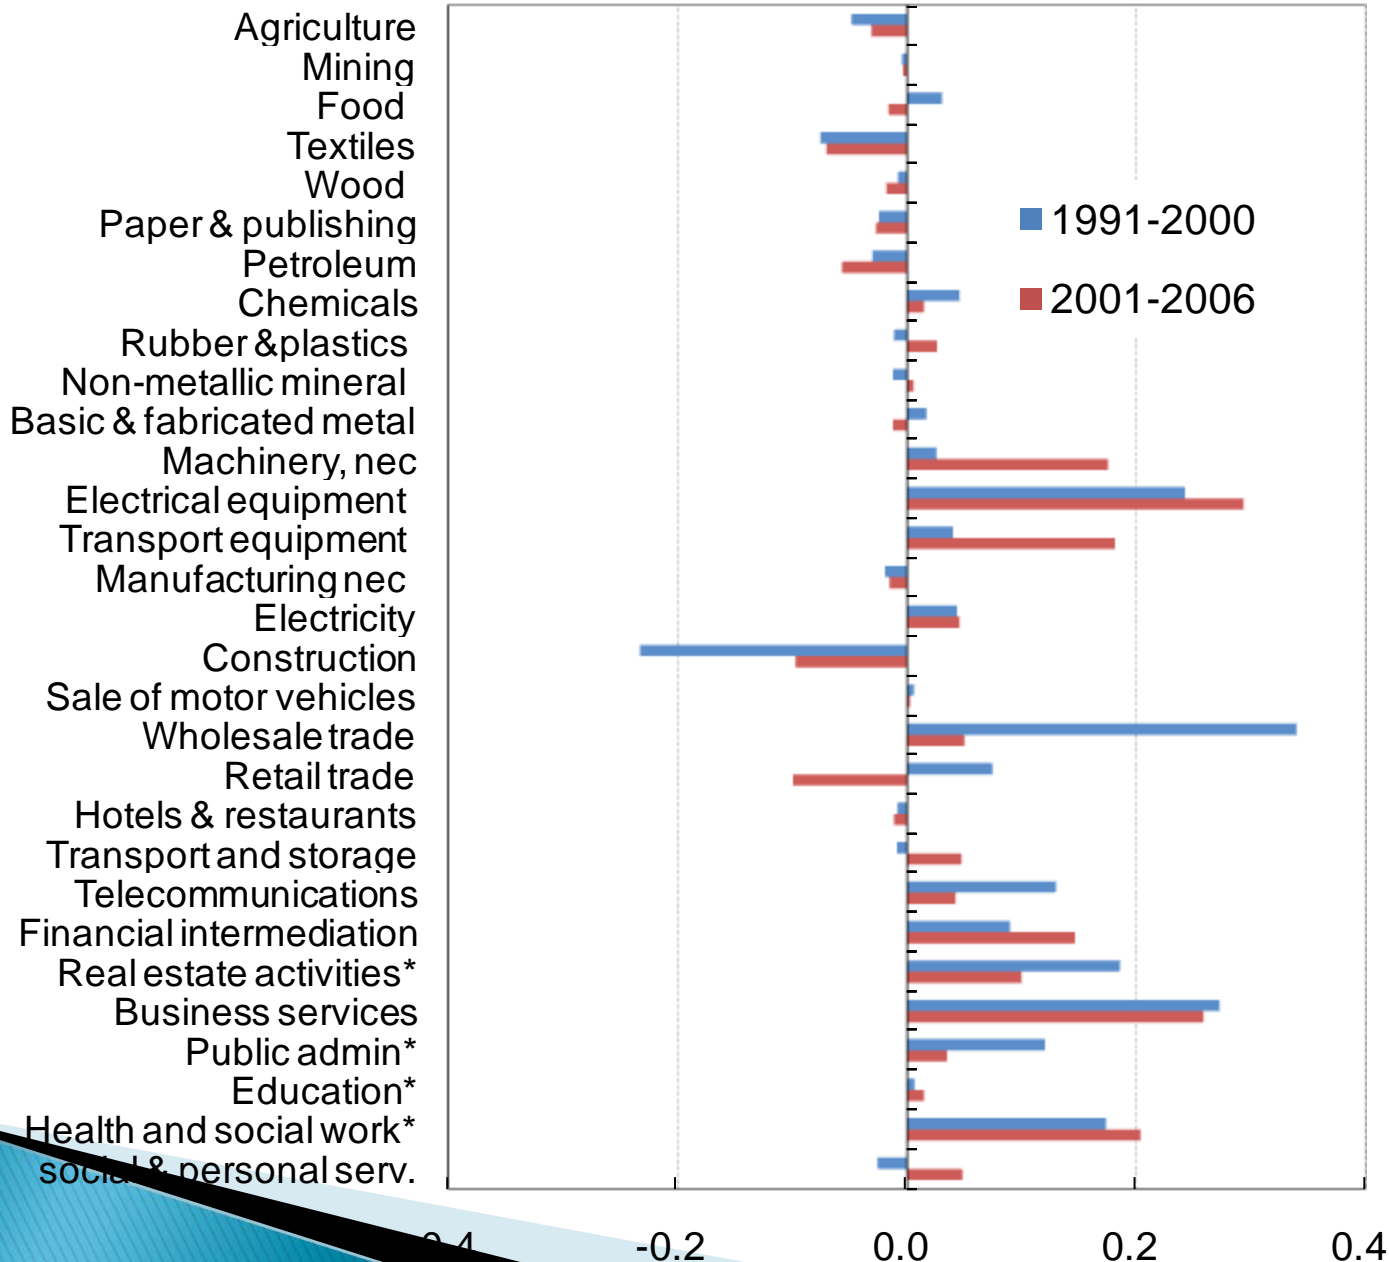 Agriculture
Mining
Food
Textiles
Wood
Paper & publishing
Petroleum
Chemicals
Rubber &plastics
Non-metallic mineral
Basic & fabricated metal
Machinery, nec
Electrical equipment
Transport equipment
Manufacturing nec
Electricity
Construction
Sale of motor vehicles
Wholesale trade
Retail trade
Hotels & restaurants
Transport and storage
Telecommunications
Financial intermediation
Real estate activities*
Business services
Public admin*
Education*
Health and social work*
social & personal serv.
1991-2000
2001-2006
-0.2 0.0 0.2 0.4